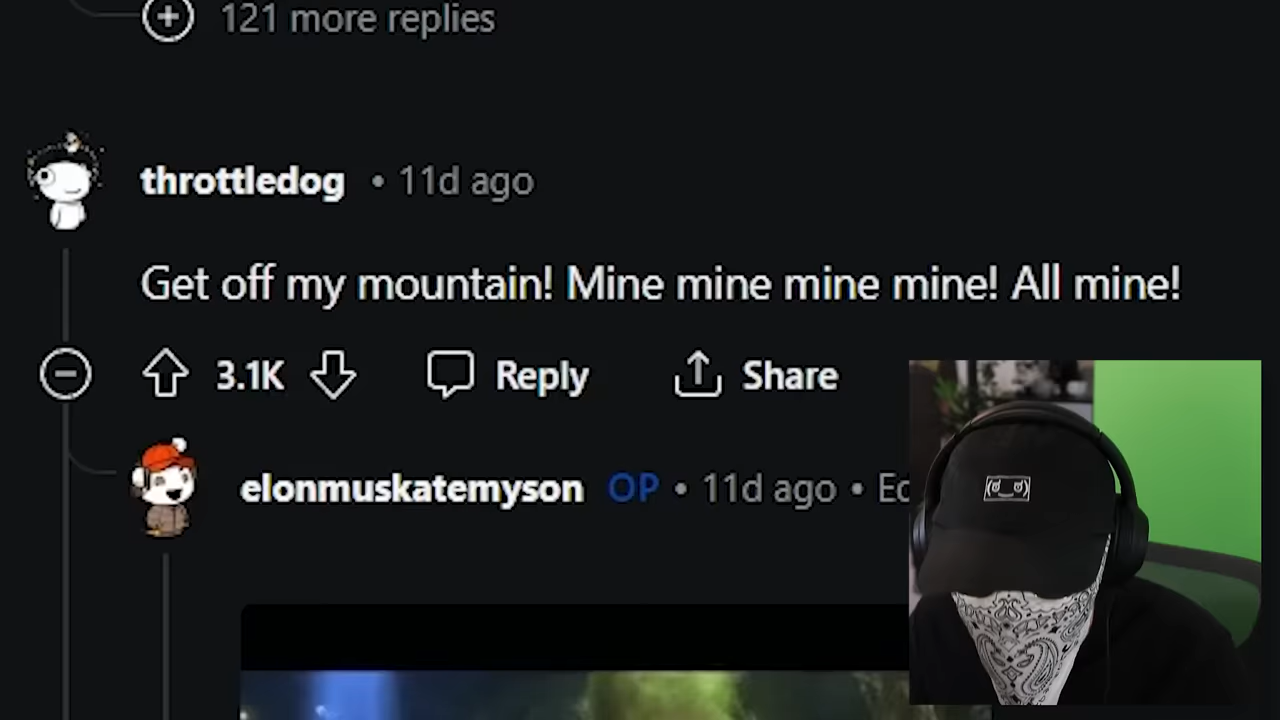 121 more replies
throttledog • 11d ago
Get off my mountain! Mine mine mine mine! All mine!
3.1K Reply Share
elonmuskatemyson OP • 11d ago •